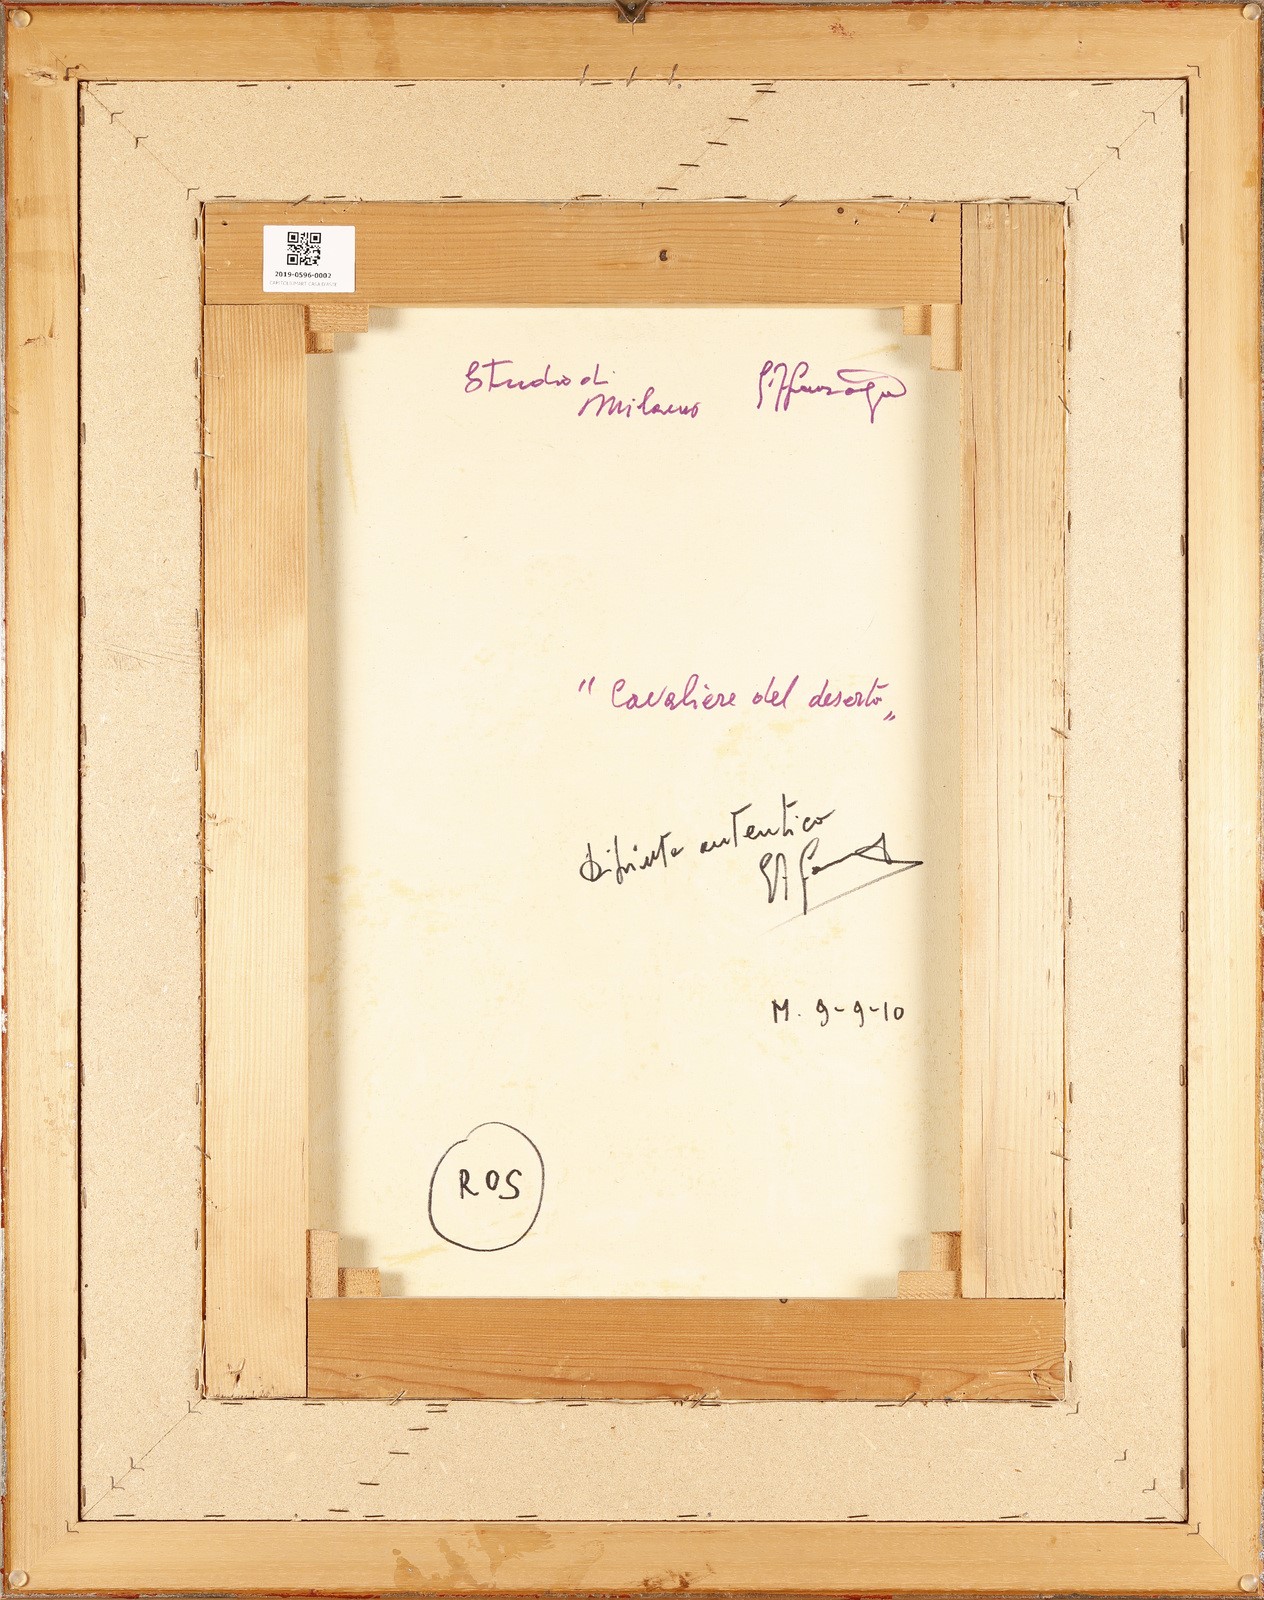 2019-0596-0002
Studio di
Milano
" Cavaliere del deserto "
dipinto autentico
M. 9-9-10
ROS